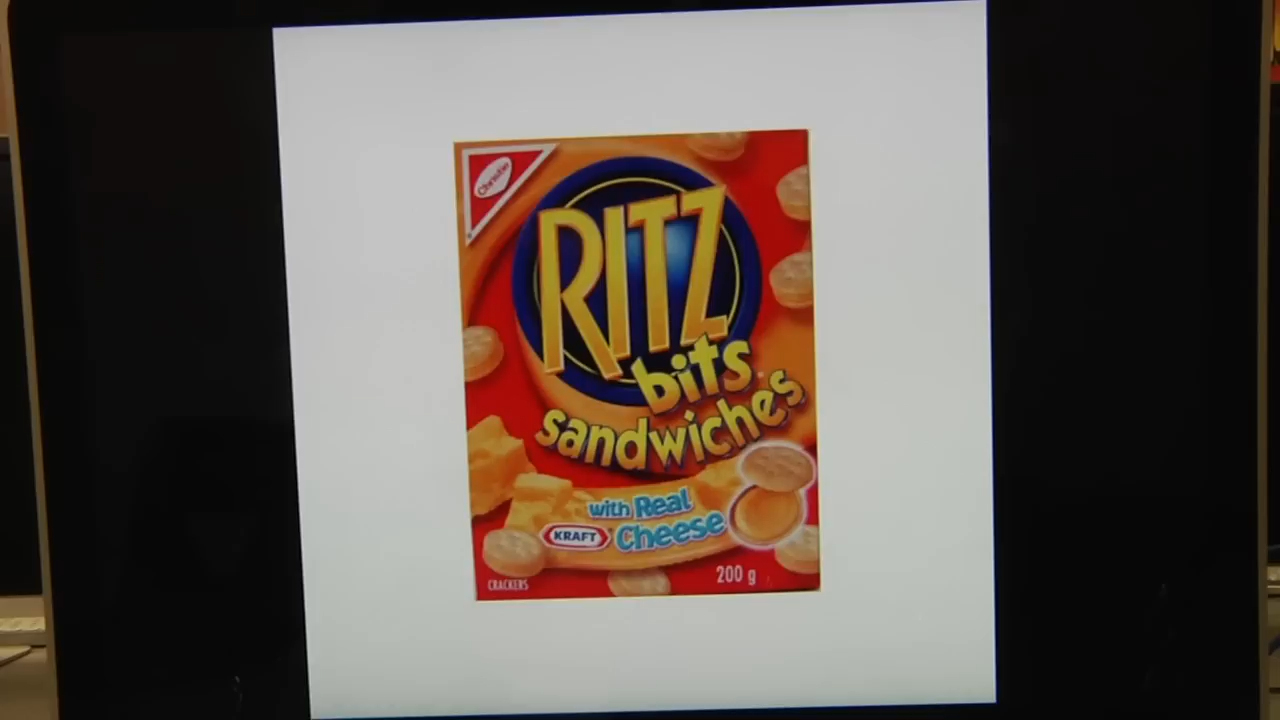 Christie
RITZ
bits
sandwiches
with Real
KRAFT Cheese
CRACKERS
200 g